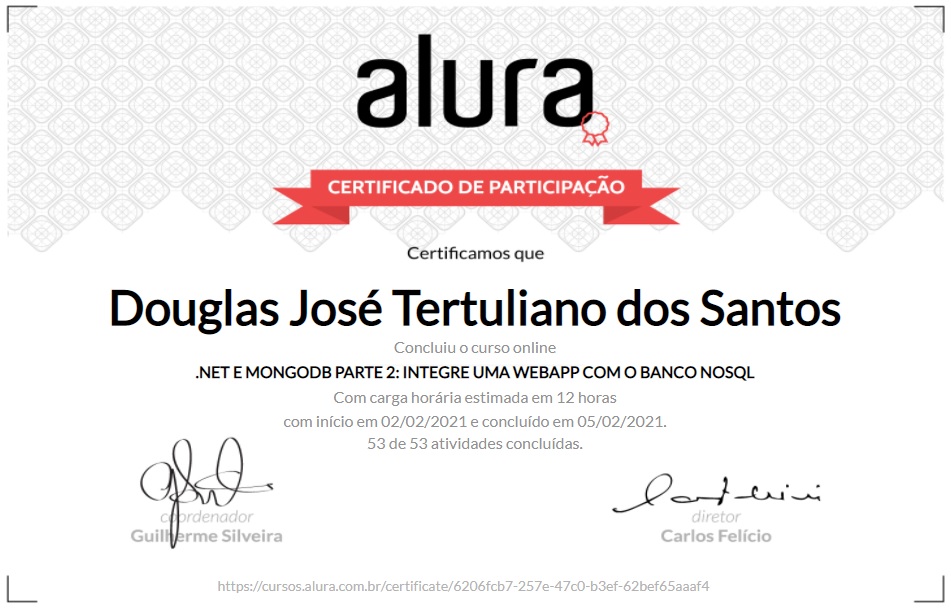 alura
CERTIFICADO DE PARTICIPAÇÃO
Certificamos que
Douglas José Tertuliano dos Santos
Concluiu o curso online
.NET E MONGODB PARTE 2: INTEGRE UMA WEBAPP COM O BANCO NOSQL
Com carga horária estimada em 12 horas
com início em 02/02/2021 e concluído em 05/02/2021.
53 de 53 atividades concluídas.
coordenador
Guilherme Silveira
diretor
Carlos Felício
https://cursos.alura.com.br/certificate/6206fcb7-257e-47c0-b3ef-62bef65aaaf4